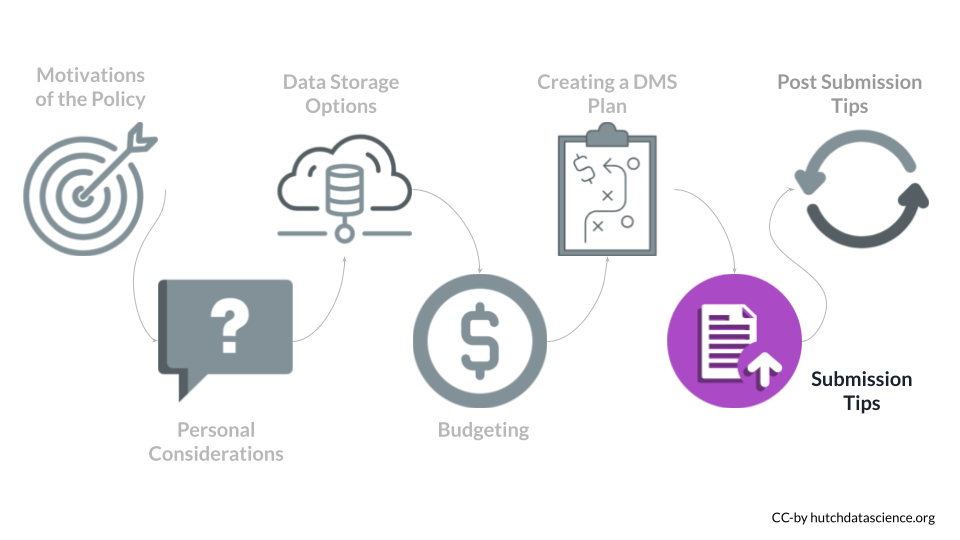 Motivations
of the Policy
Personal
Considerations
Data Storage
Options
$
Budgeting
Creating a DMS
Plan
Submission
Tips
Post Submission
Tips
CC-by hutchdatascience.org